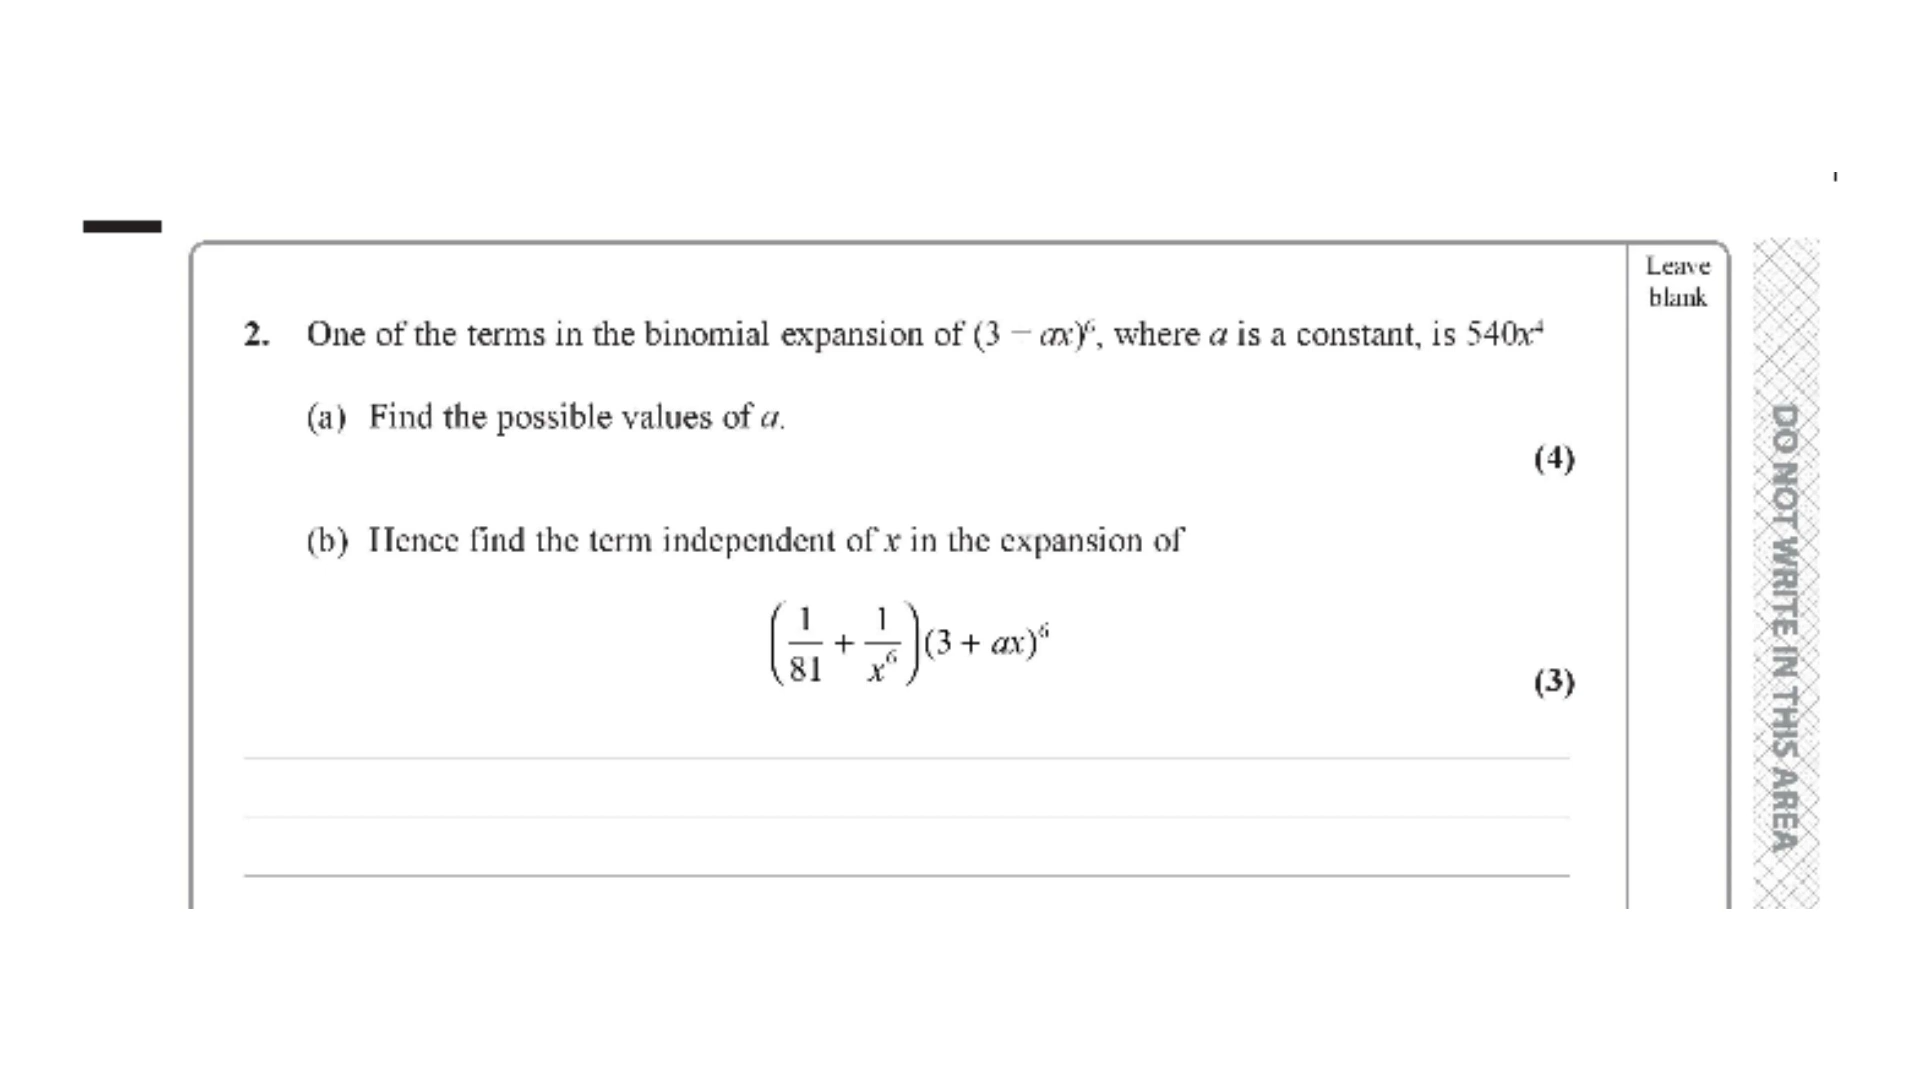 Leave
blank
2. One of the terms in the binomial expansion of (3 − ax)⁶, where a is a constant, is 540x⁴
(a) Find the possible values of a.
(4)
(b) Hence find the term independent of x in the expansion of
(1/81 + 1/x⁶)(3 + ax)⁶
(3)
DO NOT WRITE IN THIS AREA